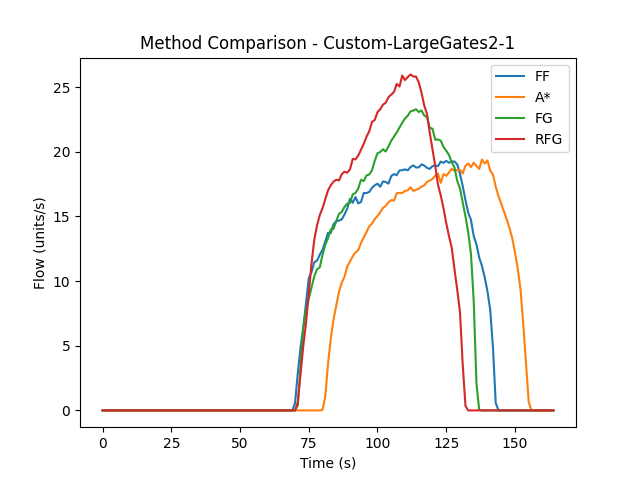 Method Comparison - Custom-LargeGates2-1
Flow (units/s)
25
20
15
10
5
0
FF
A*
FG
RFG
0 25 50 75 100 125 150
Time (s)